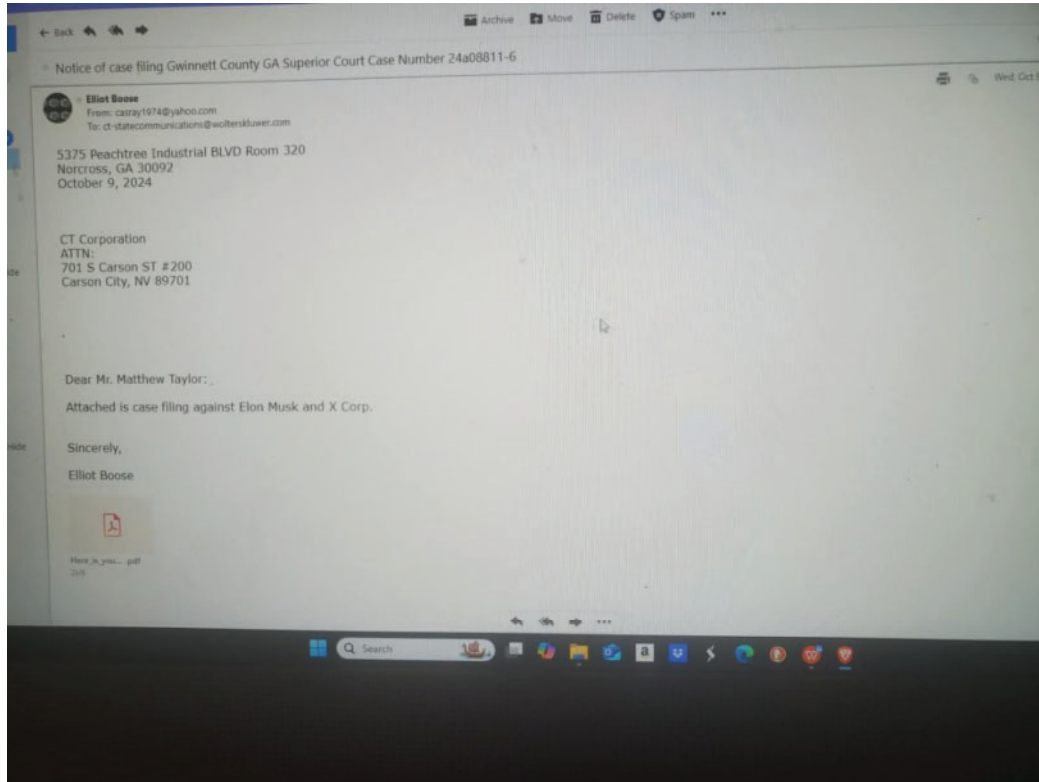 Archive Move Delete Spam
Back
Notice of case filing Gwinnett County GA Superior Court Case Number 24a08811-6
Elliot Boose
From: casray1974@yahoo.com
To: ct-statecommunications@wolterskluwer.com
Wed, Oct
5375 Peachtree Industrial BLVD Room 320
Norcross, GA 30092
October 9, 2024
CT Corporation
ATTN:
701 S Carson ST #200
Carson City, NV 89701
Dear Mr. Matthew Taylor:
Attached is case filing against Elon Musk and X Corp.
Sincerely,
Elliot Boose
Here_is_you... .pdf
Search
a